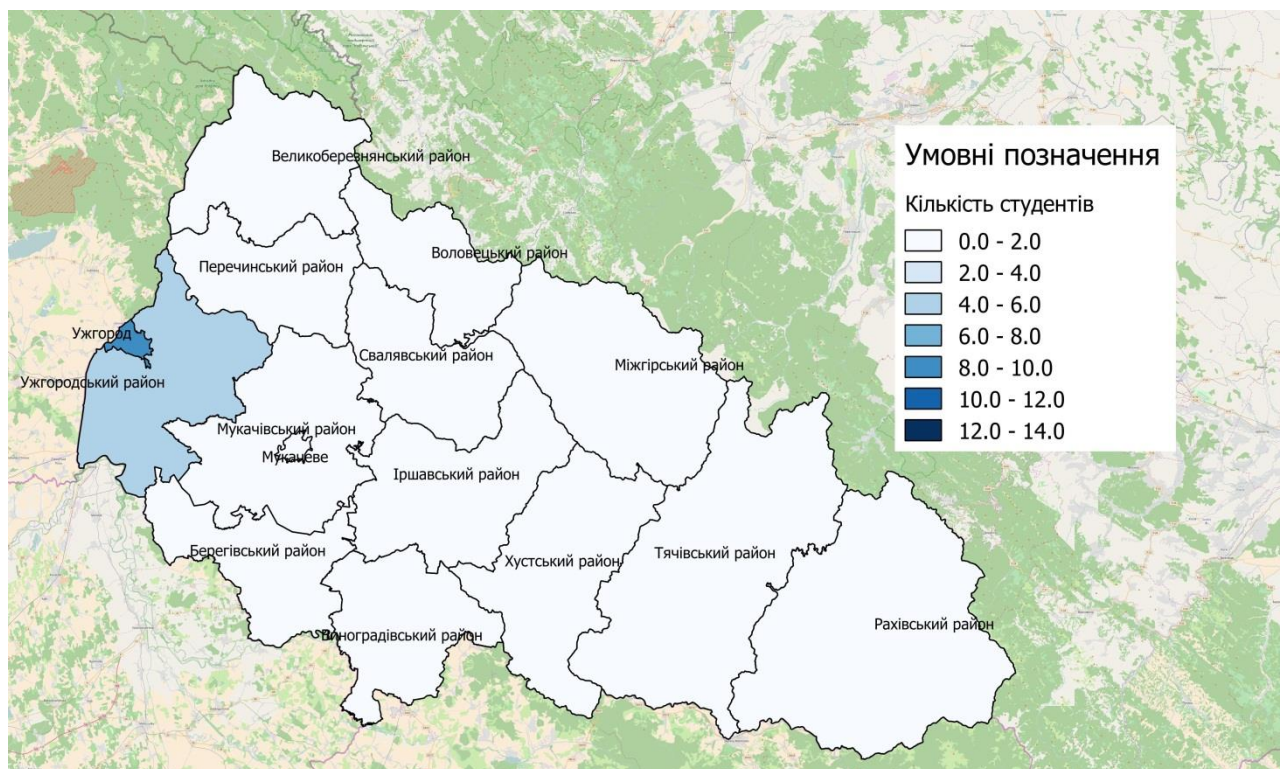 Великоберезнянський район
Воловецький район
Перечинський район
Ужгород
Свалявський район
Міжгірський район
Ужгородський район
Мукачівський район
Мукачеве
Іршавський район
Берегівський район
Тячівський район
Хустський район
Рахівський район
Виноградівський район
Умовні позначення
Кількість студентів
0.0 - 2.0
2.0 - 4.0
4.0 - 6.0
6.0 - 8.0
8.0 - 10.0
10.0 - 12.0
12.0 - 14.0